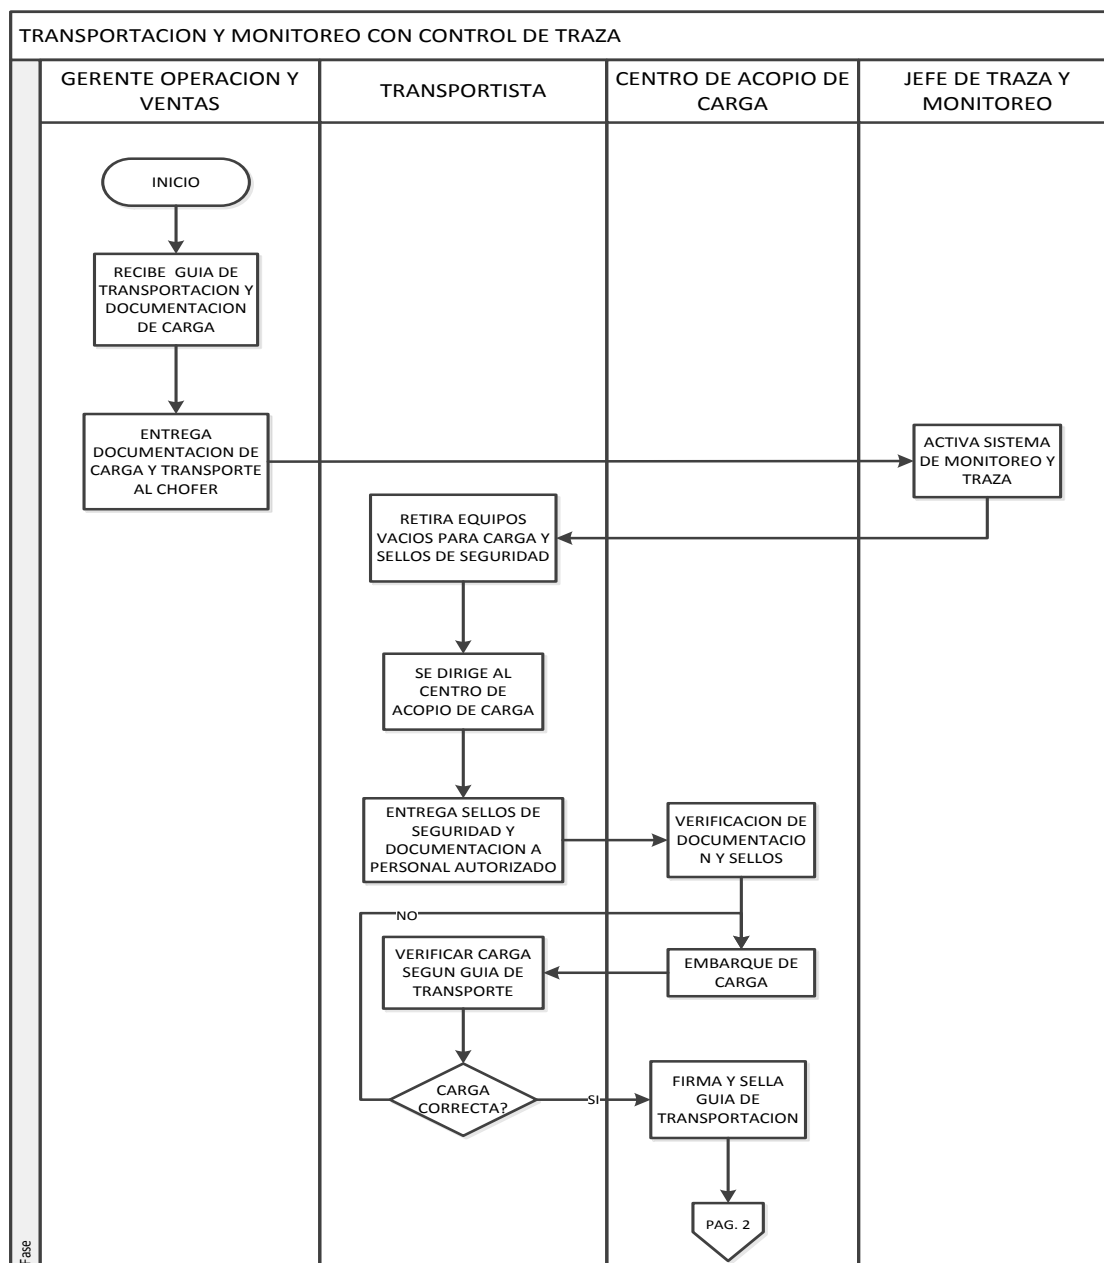 TRANSPORTACION Y MONITOREO CON CONTROL DE TRAZA
GERENTE OPERACION Y
VENTAS
TRANSPORTISTA
CENTRO DE ACOPIO DE
CARGA
JEFE DE TRAZA Y
MONITOREO
INICIO
RECIBE GUIA DE
TRANSPORTACION Y
DOCUMENTACION
DE CARGA
ENTREGA
DOCUMENTACION DE
CARGA Y TRANSPORTE
AL CHOFER
ACTIVA SISTEMA
DE MONITOREO Y
TRAZA
RETIRA EQUIPOS
VACIOS PARA CARGA Y
SELLOS DE SEGURIDAD
SE DIRIGE AL
CENTRO DE
ACOPIO DE CARGA
ENTREGA SELLOS DE
SEGURIDAD Y
DOCUMENTACION A
PERSONAL AUTORIZADO
VERIFICACION DE
DOCUMENTACIO
N Y SELLOS
NO
EMBARQUE DE
CARGA
VERIFICAR CARGA
SEGUN GUIA DE
TRANSPORTE
CARGA
CORRECTA?
SI
FIRMA Y SELLA
GUIA DE
TRANSPORTACION
PAG. 2
Fase